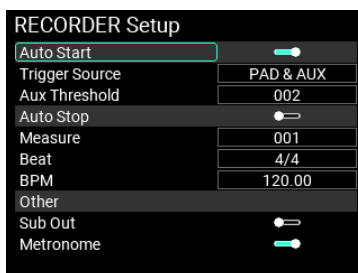 RECORDER Setup
Auto Start
Trigger Source PAD & AUX
Aux Threshold 002
Auto Stop
Measure 001
Beat 4/4
BPM 120.00
Other
Sub Out
Metronome